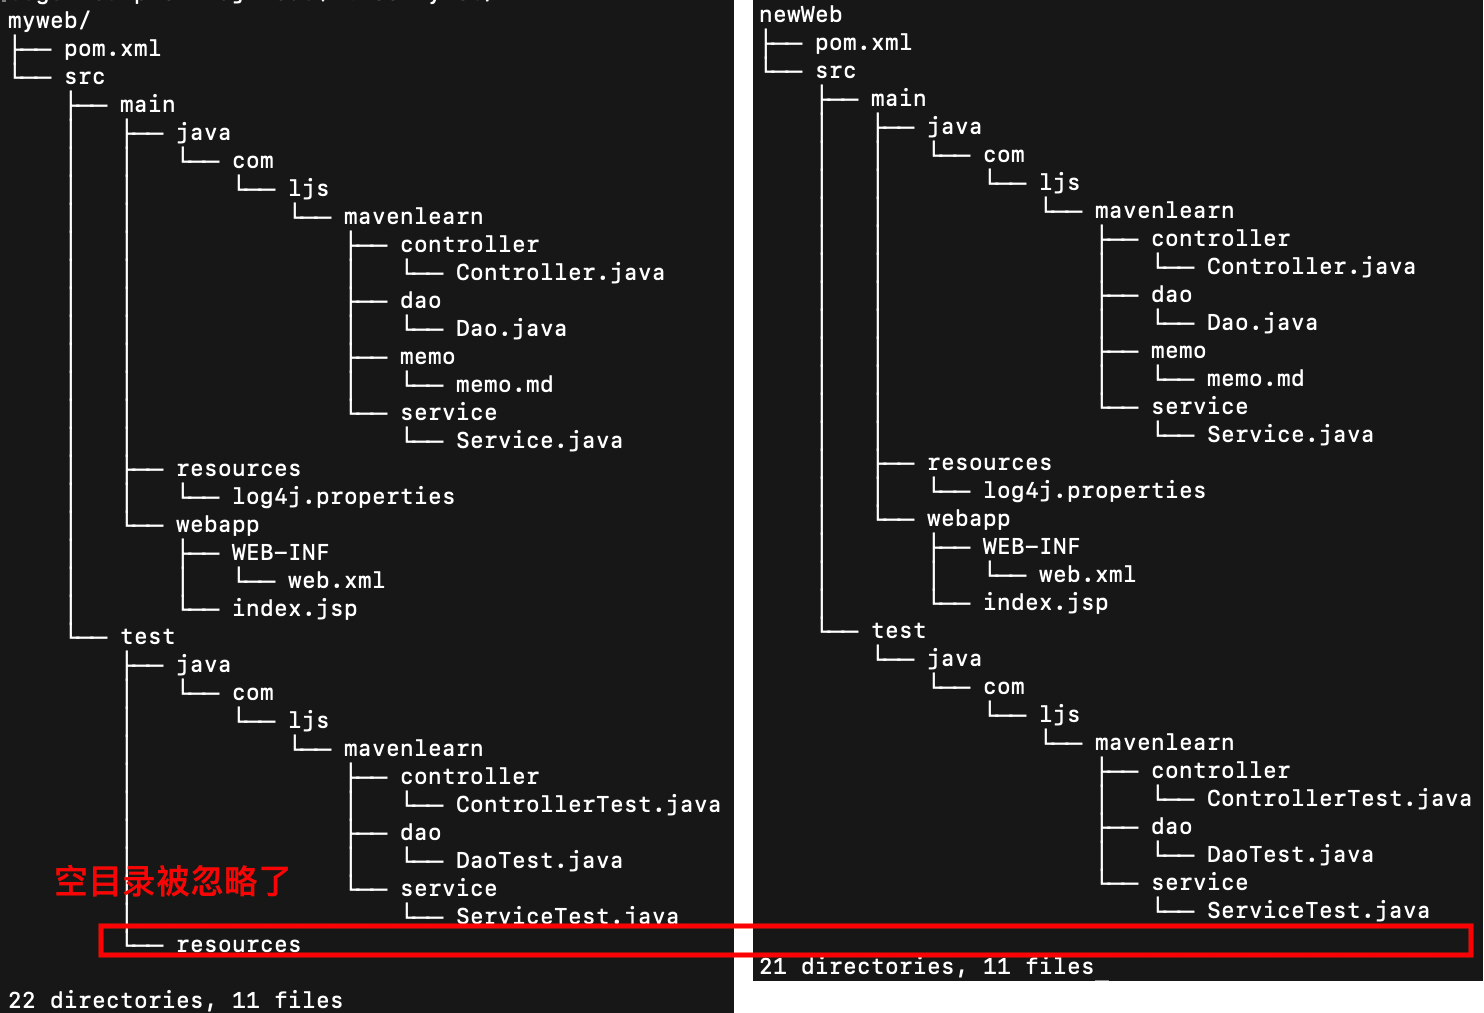 myweb/
├── pom.xml
└── src
    ├── main
    │   ├── java
    │   │   └── com
    │   │       └── ljs
    │   │           └── mavenlearn
    │   │               ├── controller
    │   │               │   └── Controller.java
    │   │               ├── dao
    │   │               │   └── Dao.java
    │   │               ├── memo
    │   │               │   └── memo.md
    │   │               └── service
    │   │                   └── Service.java
    │   ├── resources
    │   │   └── log4j.properties
    │   └── webapp
    │       ├── WEB-INF
    │       │   └── web.xml
    │       └── index.jsp
    └── test
        ├── java
        │   └── com
        │       └── ljs
        │           └── mavenlearn
        │               ├── controller
        │               │   └── ControllerTest.java
        │               ├── dao
        │               │   └── DaoTest.java
空目录被忽略了
        │               └── service
        │                   └── ServiceTest.java
        └── resources
22 directories, 11 files
newWeb
├── pom.xml
└── src
    ├── main
    │   ├── java
    │   │   └── com
    │   │       └── ljs
    │   │           └── mavenlearn
    │   │               ├── controller
    │   │               │   └── Controller.java
    │   │               ├── dao
    │   │               │   └── Dao.java
    │   │               ├── memo
    │   │               │   └── memo.md
    │   │               └── service
    │   │                   └── Service.java
    │   ├── resources
    │   │   └── log4j.properties
    │   └── webapp
    │       ├── WEB-INF
    │       │   └── web.xml
    │       └── index.jsp
    └── test
        └── java
            └── com
                └── ljs
                    └── mavenlearn
                        ├── controller
                        │   └── ControllerTest.java
                        ├── dao
                        │   └── DaoTest.java
                        └── service
                            └── ServiceTest.java
21 directories, 11 files